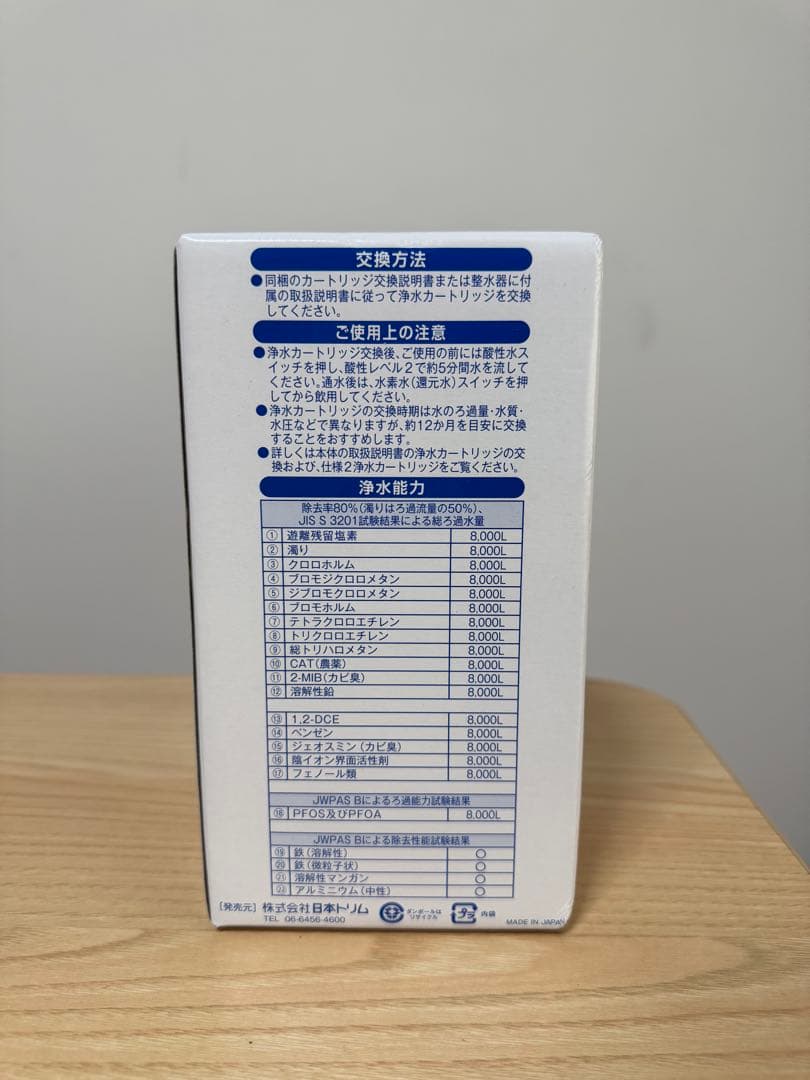 交換方法
●同梱のカートリッジ交換説明書または整水器に付
属の取扱説明書に従って浄水カートリッジを交換
してください。
ご使用上の注意
●浄水カートリッジ交換後、ご使用の前には酸性水ス
イッチを押し、酸性レベル2で約5分間水を流して
ください。通水後は、水素水(還元水)スイッチを押
してから飲用してください。
●浄水カートリッジの交換時期は水のろ過量・水質・
水圧などで異なりますが、約12か月を目安に交換
することをおすすめします。
●詳しくは本体の取扱説明書の浄水カートリッジの交
換および、仕様2浄水カートリッジをご覧ください。
浄水能力
除去率80%(濁りはろ過流量の50%)、
JIS S 3201試験結果による総ろ過水量
① 遊離残留塩素 8,000L
② 濁り 8,000L
③ クロロホルム 8,000L
④ ブロモジクロロメタン 8,000L
⑤ ジブロモクロロメタン 8,000L
⑥ ブロモホルム 8,000L
⑦ テトラクロロエチレン 8,000L
⑧ トリクロロエチレン 8,000L
⑨ 総トリハロメタン 8,000L
⑩ CAT(農薬) 8,000L
⑪ 2-MIB(カビ臭) 8,000L
⑫ 溶解性鉛 8,000L
⑬ 1,2-DCE 8,000L
⑭ ベンゼン 8,000L
⑮ ジェオスミン(カビ臭) 8,000L
⑯ 陰イオン界面活性剤 8,000L
⑰ フェノール類 8,000L
JWPAS Bによるろ過能力試験結果
⑱ PFOS及びPFOA 8,000L
JWPAS Bによる除去性能試験結果
⑲ 鉄(溶解性) ○
⑳ 鉄(微粒子状) ○
㉑ 溶解性マンガン ○
㉒ アルミニウム(中性) ○
[発売元] 株式会社日本トリム
TEL 06-6456-4600
ダンボールは
リサイクル
プラ 内袋
MADE IN JAPAN